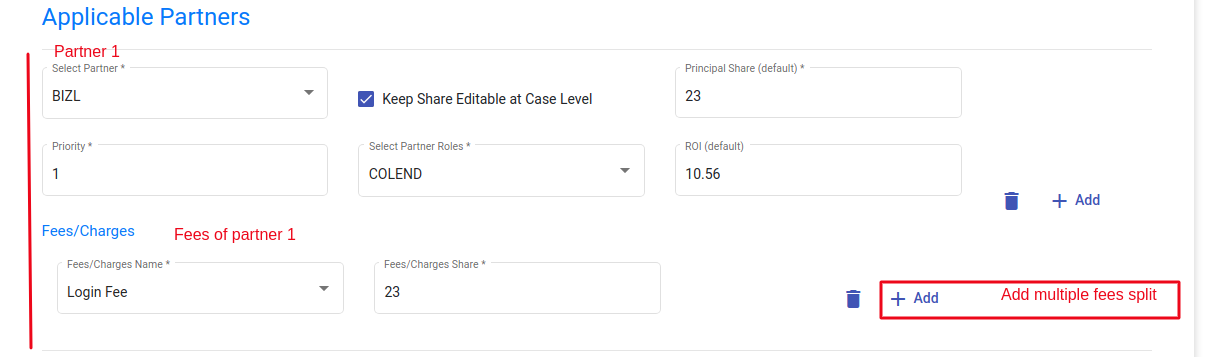 Applicable Partners
Partner 1
Select Partner *
BIZL
Keep Share Editable at Case Level
Principal Share (default) *
23
Priority *
1
Select Partner Roles *
COLEND
ROI (default)
10.56
Add
Fees/Charges
Fees of partner 1
Fees/Charges Name *
Login Fee
Fees/Charges Share *
23
Add
Add multiple fees split